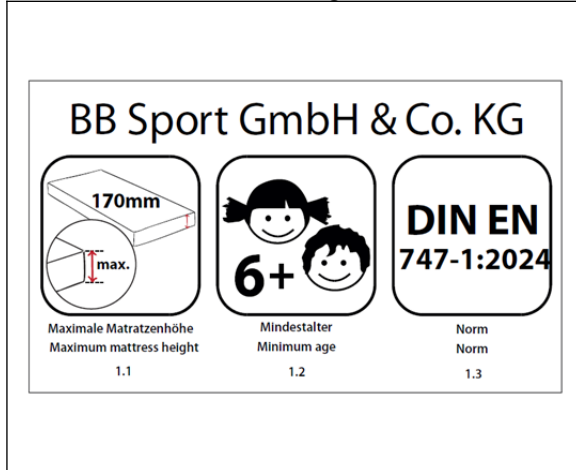 BB Sport GmbH & Co. KG
170mm
max.
6+
DIN EN
747-1:2024
Maximale Matratzenhöhe
Maximum mattress height
1.1
Mindestalter
Minimum age
1.2
Norm
Norm
1.3